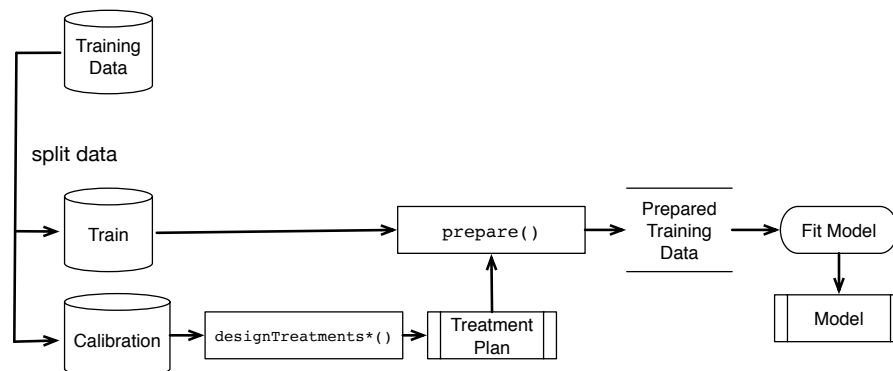 Training
Data
split data
Train
prepare()
Prepared
Training
Data
Fit Model
Calibration
designTreatments*()
Treatment
Plan
Model